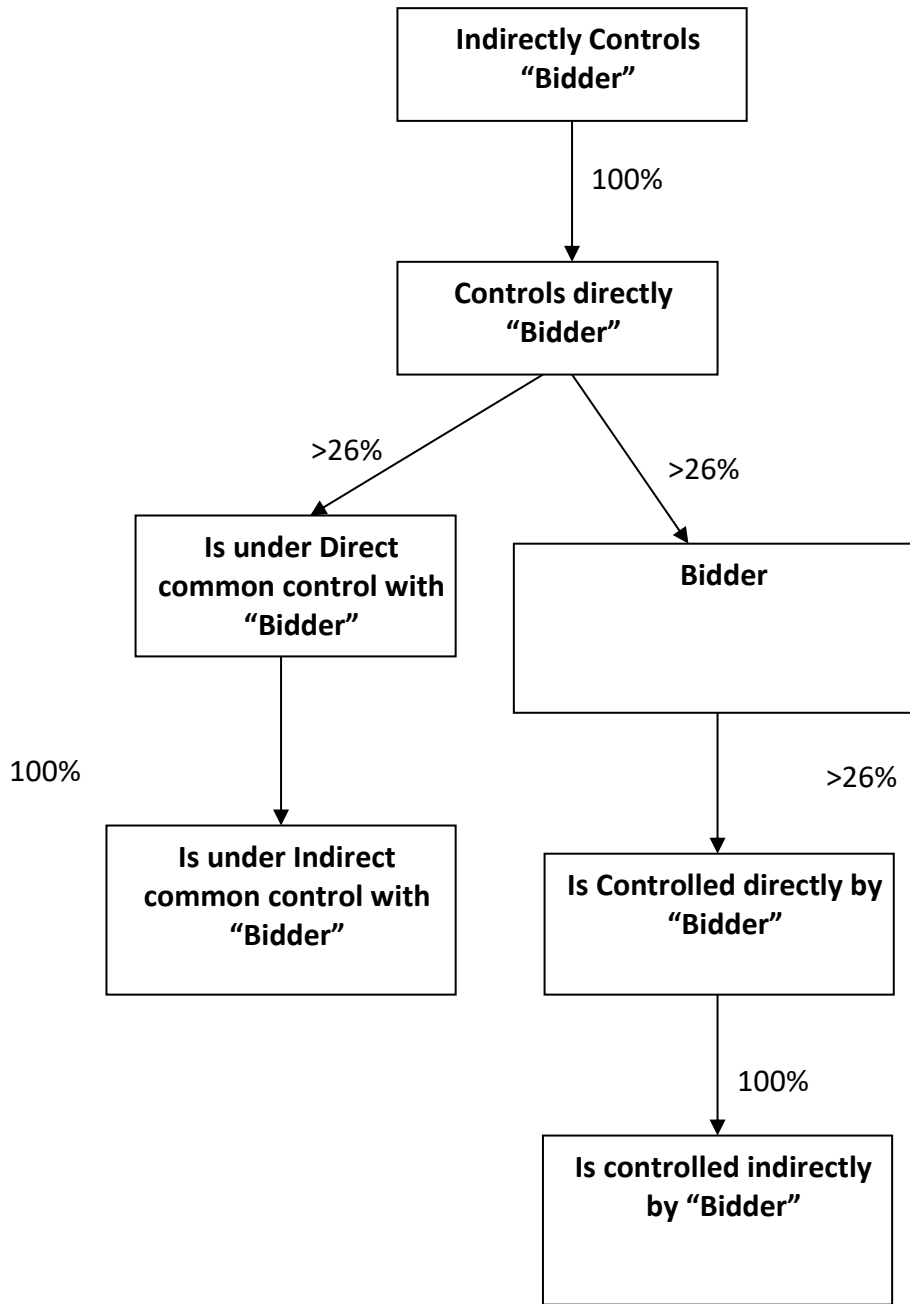 Indirectly Controls
“Bidder”
100%
Controls directly
“Bidder”
>26%
>26%
Is under Direct
common control with
“Bidder”
Bidder
100%
>26%
Is under Indirect
common control with
“Bidder”
Is Controlled directly by
“Bidder”
100%
Is controlled indirectly
by “Bidder”